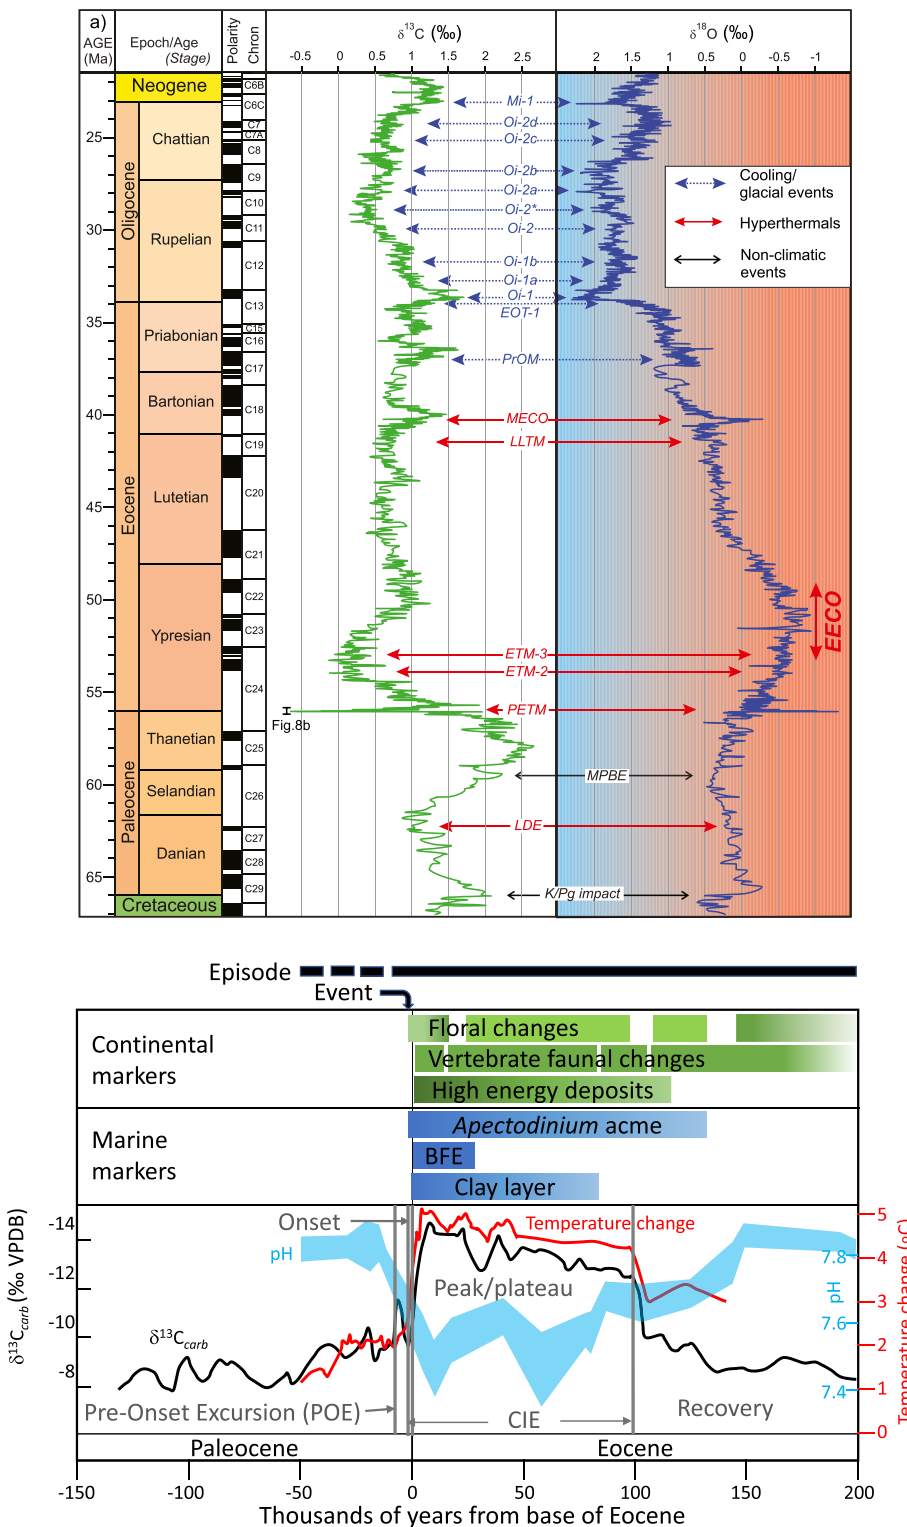 a)
AGE (Ma)
Epoch/Age (Stage)
Polarity
Chron
δ13C (‰)
δ18O (‰)
-0.5 0 0.5 1 1.5 2 2.5
2 1.5 1 0.5 0 -0.5 -1
Neogene
Oligocene
Chattian
Rupelian
Eocene
Priabonian
Bartonian
Lutetian
Ypresian
Paleocene
Thanetian
Selandian
Danian
Cretaceous
25
30
35
40
45
50
55
60
65
C6B
C6C
C7
C7A
C8
C9
C10
C11
C12
C13
C15
C16
C17
C18
C19
C20
C21
C22
C23
C24
C25
C26
C27
C28
C29
Mi-1
Oi-2d
Oi-2c
Oi-2b
Oi-2a
Oi-2*
Oi-2
Oi-1b
Oi-1a
Oi-1
EOT-1
PrOM
MECO
LLTM
ETM-3
ETM-2
PETM
MPBE
LDE
K/Pg impact
EECO
Fig.8b
Cooling/
glacial events
Hyperthermals
Non-climatic
events
Episode
Event
Continental
markers
Floral changes
Vertebrate faunal changes
High energy deposits
Marine
markers
Apectodinium acme
BFE
Clay layer
δ13Ccarb (‰ VPDB)
-14
-12
-10
-8
Onset
pH
Temperature change
Peak/plateau
δ13Ccarb
Pre-Onset Excursion (POE)
CIE
Recovery
7.8
pH
7.6
7.4
5
4
3
2
1
0
Temperature change (°C)
Paleocene
Eocene
-150 -100 -50 0 50 100 150 200
Thousands of years from base of Eocene